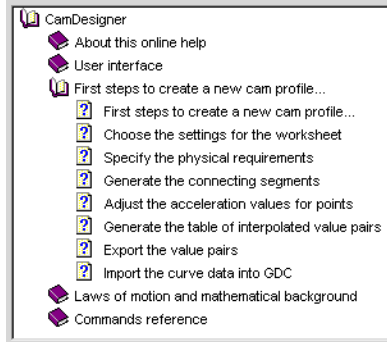 CamDesigner
About this online help
User interface
First steps to create a new cam profile...
First steps to create a new cam profile...
Choose the settings for the worksheet
Specify the physical requirements
Generate the connecting segments
Adjust the acceleration values for points
Generate the table of interpolated value pairs
Export the value pairs
Import the curve data into GDC
Laws of motion and mathematical background
Commands reference